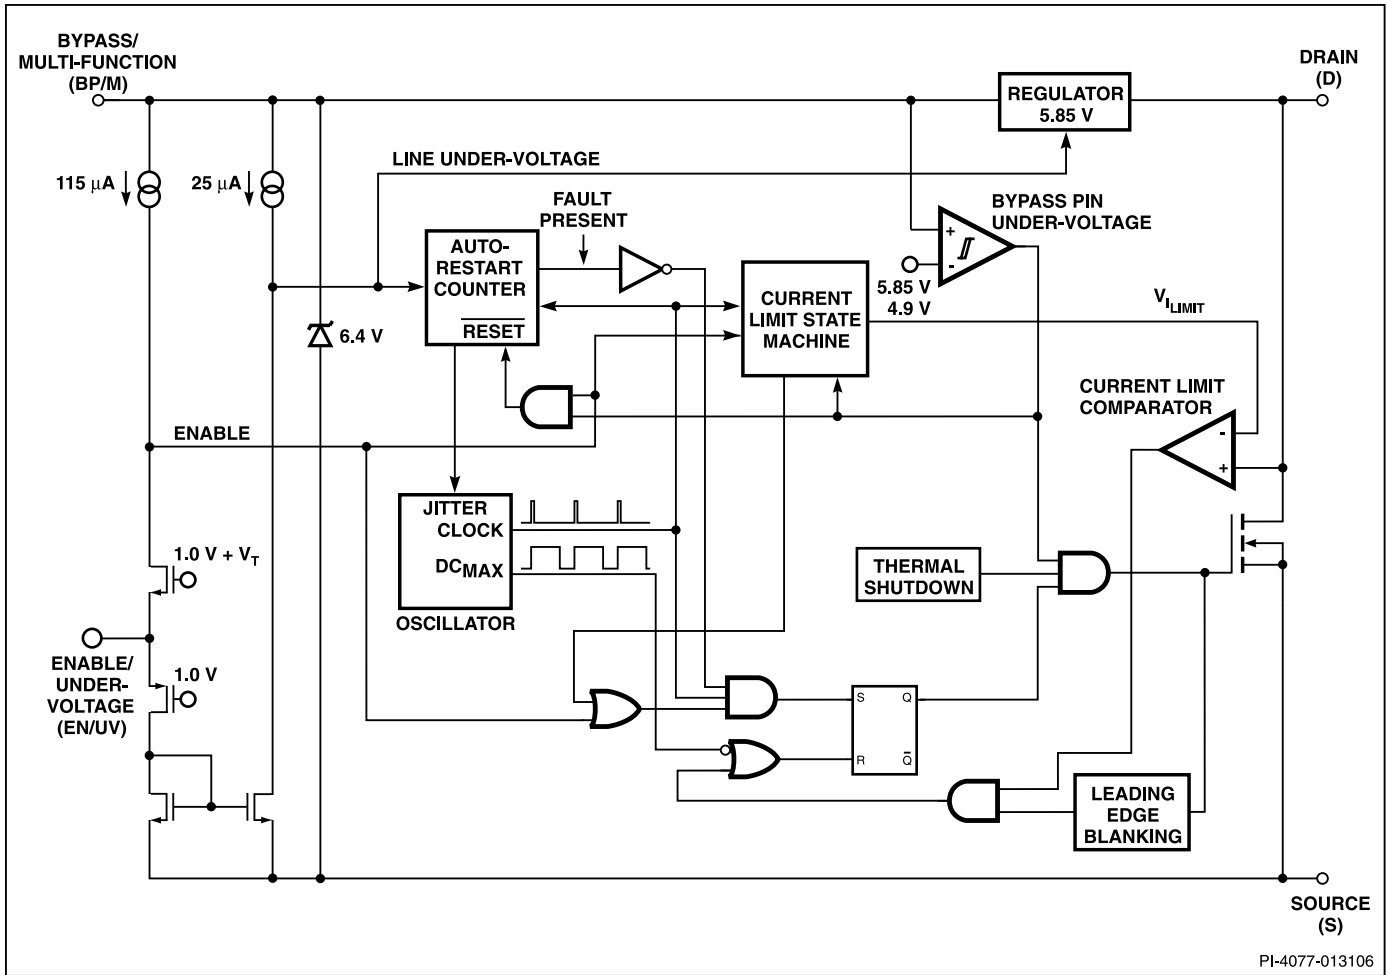 BYPASS/
MULTI-FUNCTION
(BP/M)
DRAIN
(D)
REGULATOR
5.85 V
LINE UNDER-VOLTAGE
115 μA
25 μA
FAULT
PRESENT
BYPASS PIN
UNDER-VOLTAGE
+
-
5.85 V
4.9 V
AUTO-
RESTART
COUNTER
RESET
CURRENT
LIMIT STATE
MACHINE
VILIMIT
6.4 V
CURRENT LIMIT
COMPARATOR
-
+
ENABLE
JITTER
CLOCK
DCMAX
OSCILLATOR
1.0 V + VT
THERMAL
SHUTDOWN
ENABLE/
UNDER-
VOLTAGE
(EN/UV)
1.0 V
S Q
R Q̅
LEADING
EDGE
BLANKING
SOURCE
(S)
PI-4077-013106